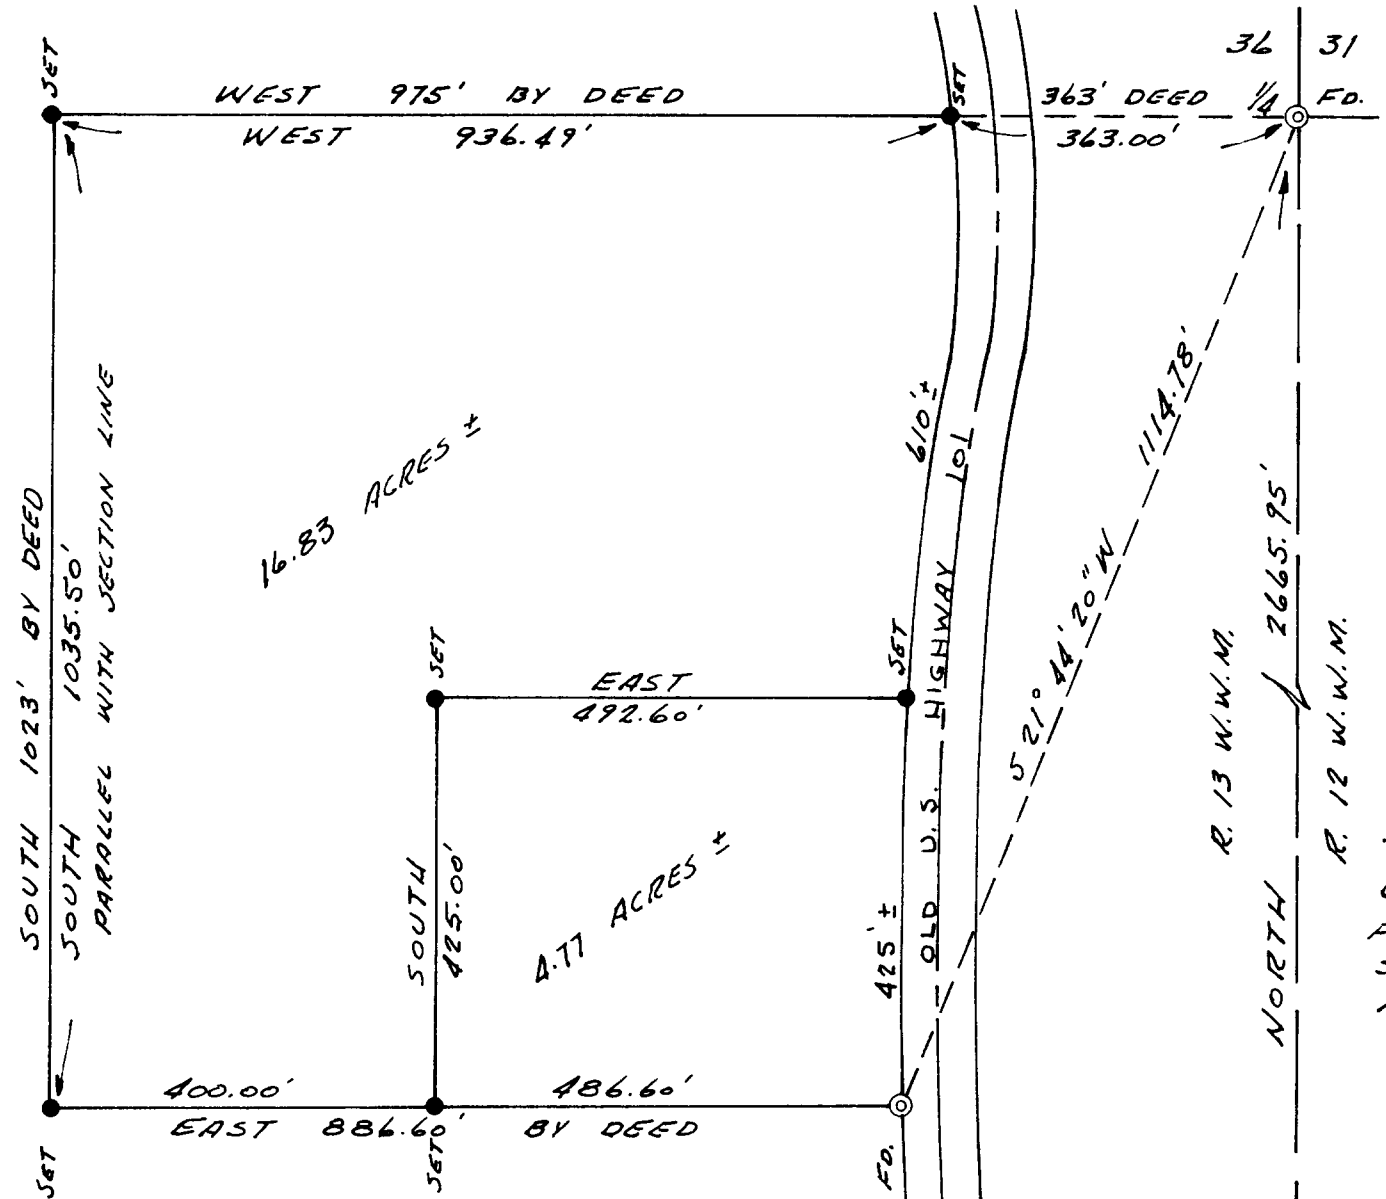 36 31
SET
WEST 975' BY DEED
SET
363' DEED
1/4
FD.
WEST 936.49'
363.00'
610'±
1114.78'
16.83 ACRES ±
SOUTH 1023' BY DEED
SOUTH 1035.50'
PARALLEL WITH SECTION LINE
OLD U.S. HIGHWAY 101
S 21° 44' 20" W
NORTH 2665.95'
R. 13 W.W.M.
R. 12 W.W.M.
SET
EAST
492.60'
SET
SOUTH
425.00'
4.77 ACRES ±
425'±
400.00'
486.60'
EAST 886.60' BY DEED
SET
SET
FD.